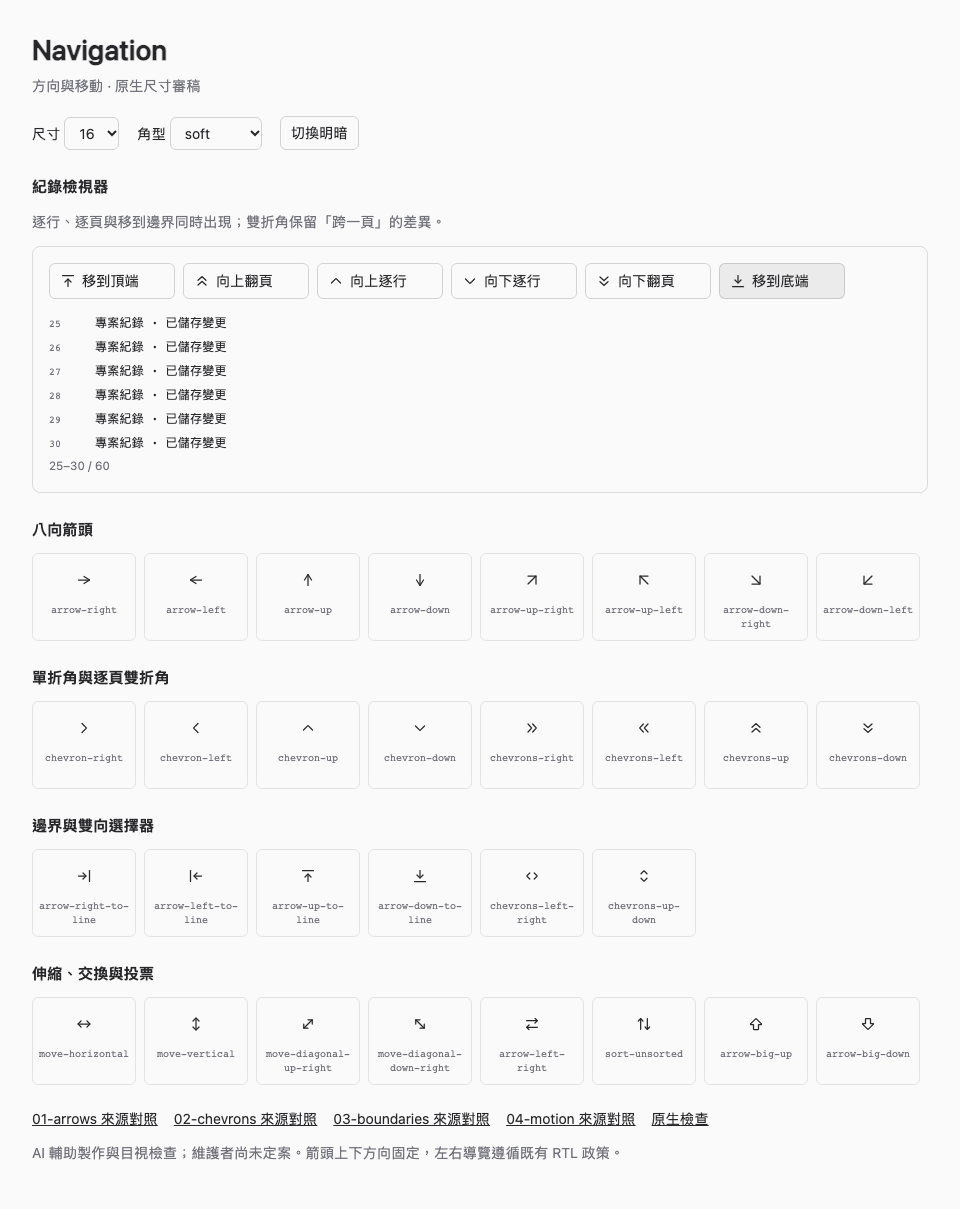 Navigation
方向與移動 · 原生尺寸審稿
尺寸 16 角型 soft 切換明暗
紀錄檢視器
逐行、逐頁與移到邊界同時出現；雙折角保留「跨一頁」的差異。
移到頂端 向上翻頁 向上逐行 向下逐行 向下翻頁 移到底端
25 專案紀錄 · 已儲存變更
26 專案紀錄 · 已儲存變更
27 專案紀錄 · 已儲存變更
28 專案紀錄 · 已儲存變更
29 專案紀錄 · 已儲存變更
30 專案紀錄 · 已儲存變更
25–30 / 60
八向箭頭
arrow-right arrow-left arrow-up arrow-down arrow-up-right arrow-up-left arrow-down-right arrow-down-left
單折角與逐頁雙折角
chevron-right chevron-left chevron-up chevron-down chevrons-right chevrons-left chevrons-up chevrons-down
邊界與雙向選擇器
arrow-right-to-line arrow-left-to-line arrow-up-to-line arrow-down-to-line chevrons-left-right chevrons-up-down
伸縮、交換與投票
move-horizontal move-vertical move-diagonal-up-right move-diagonal-down-right arrow-left-right sort-unsorted arrow-big-up arrow-big-down
01-arrows 來源對照 02-chevrons 來源對照 03-boundaries 來源對照 04-motion 來源對照 原生檢查
AI 輔助製作與目視檢查；維護者尚未定案。箭頭上下方向固定，左右導覽遵循既有 RTL 政策。